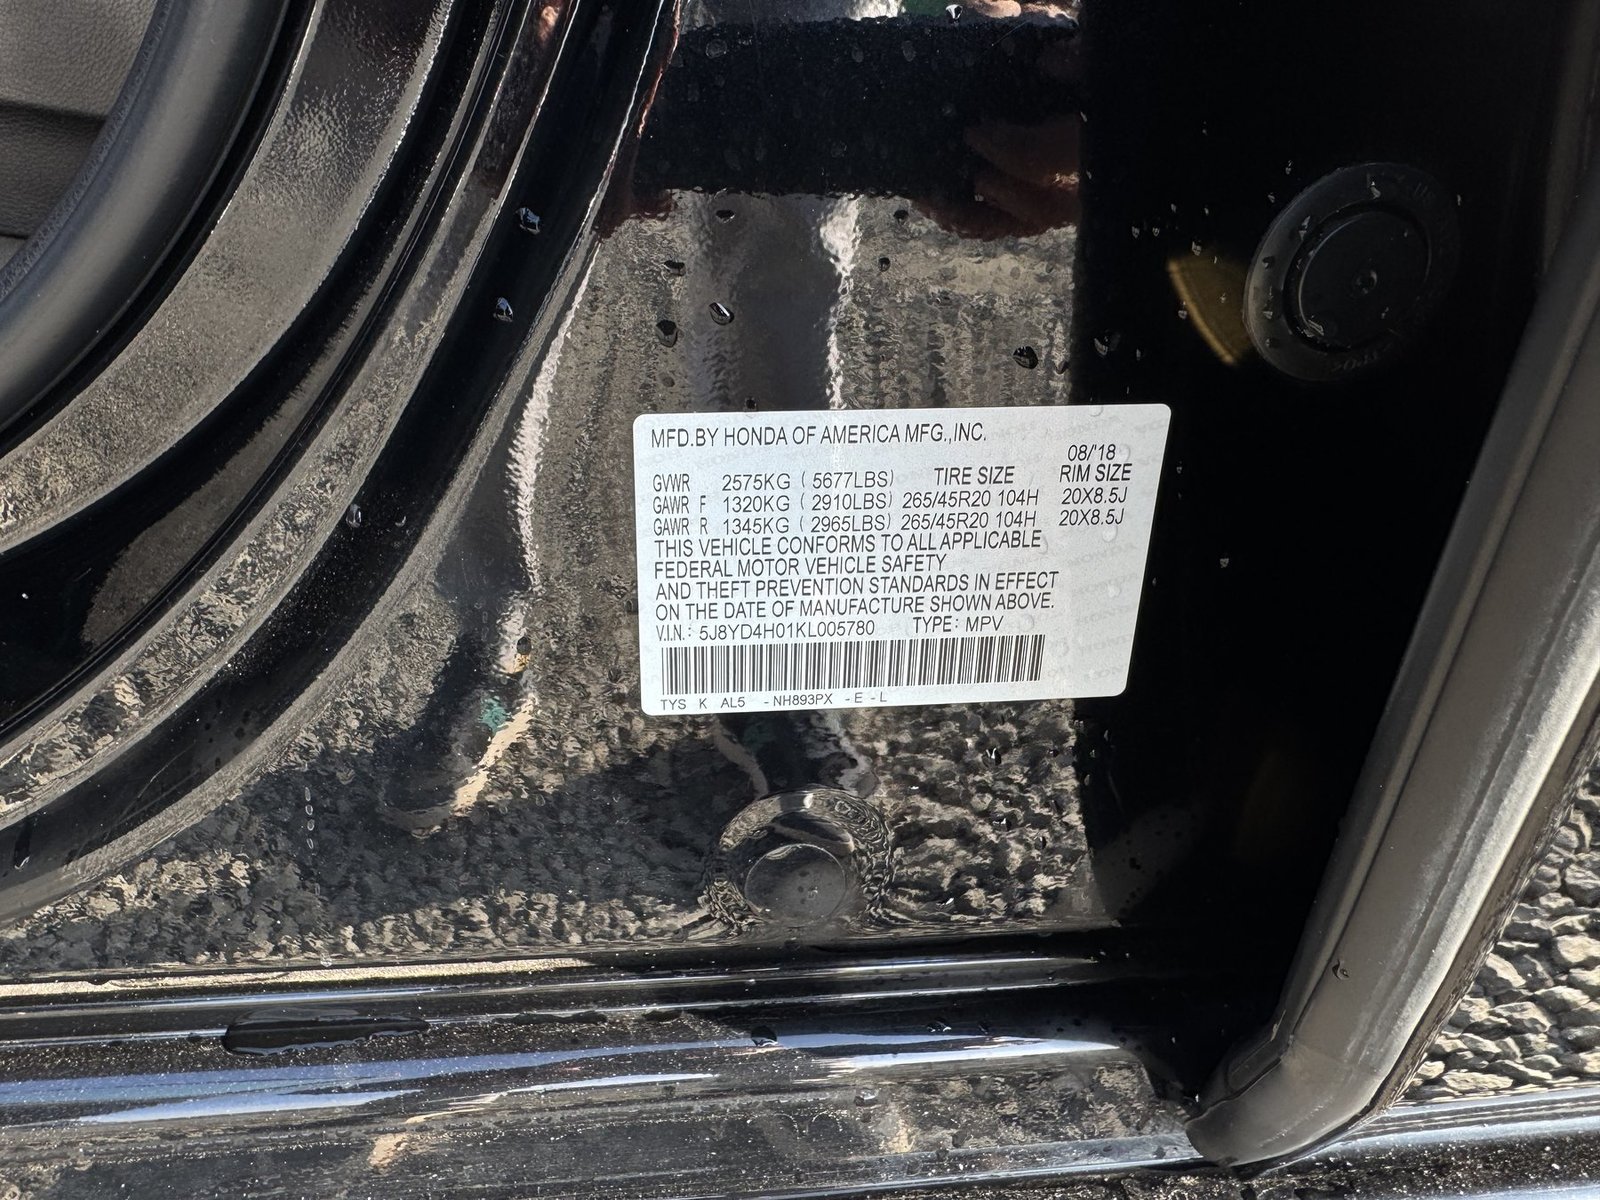 MFD.BY HONDA OF AMERICA MFG.,INC.
08/'18
GVWR 2575KG ( 5677LBS) TIRE SIZE RIM SIZE
GAWR F 1320KG ( 2910LBS) 265/45R20 104H 20X8.5J
GAWR R 1345KG ( 2965LBS) 265/45R20 104H 20X8.5J
THIS VEHICLE CONFORMS TO ALL APPLICABLE
FEDERAL MOTOR VEHICLE SAFETY
AND THEFT PREVENTION STANDARDS IN EFFECT
ON THE DATE OF MANUFACTURE SHOWN ABOVE.
V.I.N.: 5J8YD4H01KL005780 TYPE: MPV
TYS K AL5 - NH893PX - E - L